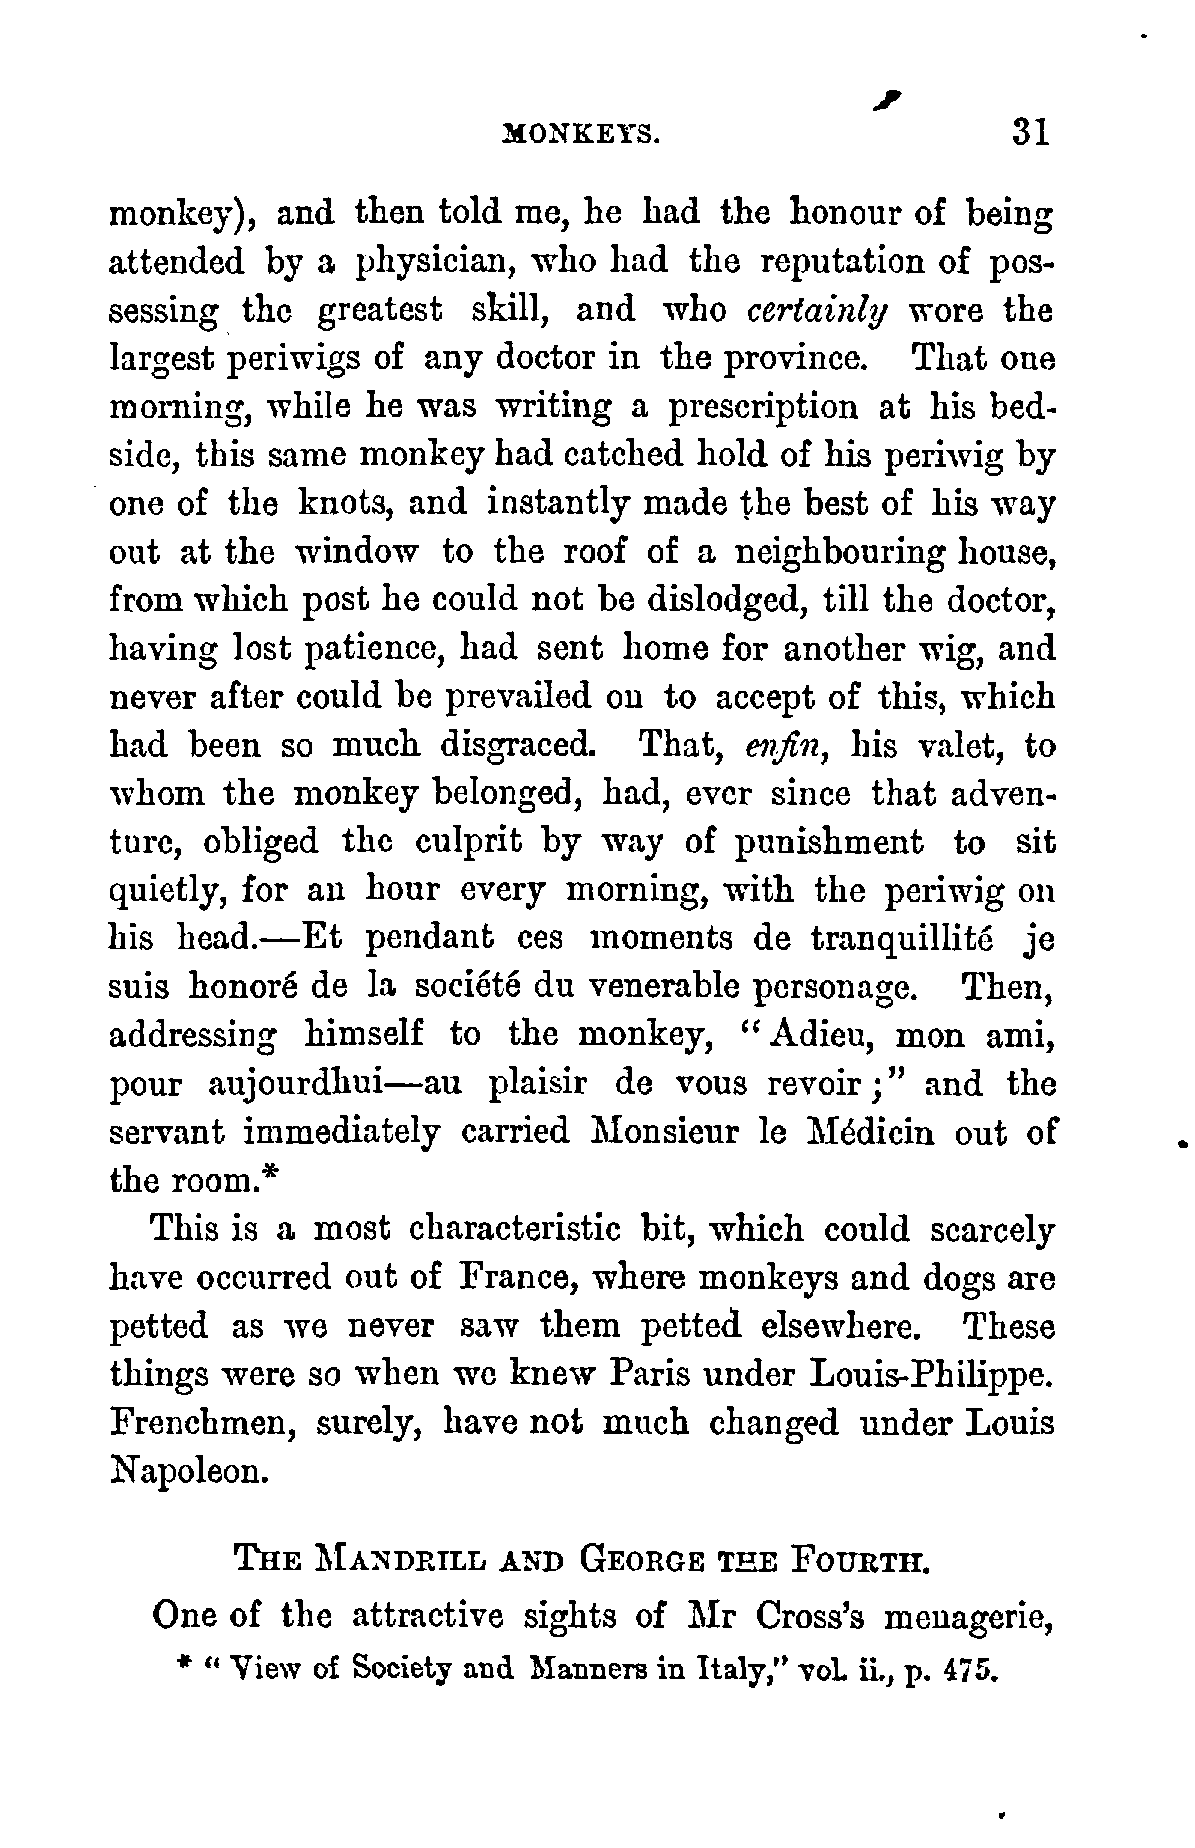 MONKEYS. 31
monkey), and then told me, he had the honour of being
attended by a physician, who had the reputation of pos-
sessing the greatest skill, and who certainly wore the
largest periwigs of any doctor in the province. That one
morning, while he was writing a prescription at his bed-
side, this same monkey had catched hold of his periwig by
one of the knots, and instantly made the best of his way
out at the window to the roof of a neighbouring house,
from which post he could not be dislodged, till the doctor,
having lost patience, had sent home for another wig, and
never after could be prevailed on to accept of this, which
had been so much disgraced. That, enfin, his valet, to
whom the monkey belonged, had, ever since that adven-
ture, obliged the culprit by way of punishment to sit
quietly, for an hour every morning, with the periwig on
his head.—Et pendant ces moments de tranquillité je
suis honoré de la société du venerable personage. Then,
addressing himself to the monkey, “Adieu, mon ami,
pour aujourdhui—au plaisir de vous revoir;” and the
servant immediately carried Monsieur le Médicin out of
the room.*
This is a most characteristic bit, which could scarcely
have occurred out of France, where monkeys and dogs are
petted as we never saw them petted elsewhere. These
things were so when we knew Paris under Louis-Philippe.
Frenchmen, surely, have not much changed under Louis
Napoleon.
THE MANDRILL AND GEORGE THE FOURTH.
One of the attractive sights of Mr Cross’s menagerie,
* “View of Society and Manners in Italy,” vol. ii., p. 475.